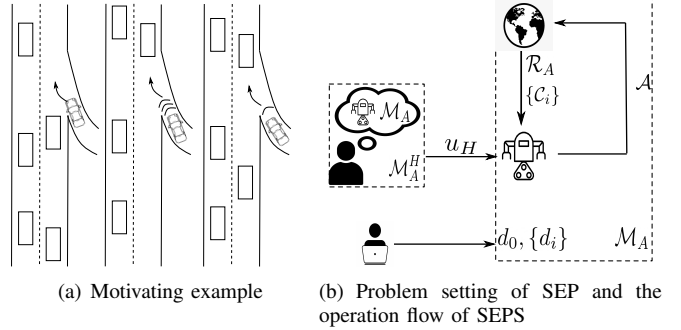 (a) Motivating example
(b) Problem setting of SEP and the
operation flow of SEPS
R_A
{C_i}
A
M_A
M_A^H
u_H
d_0, {d_i}
M_A